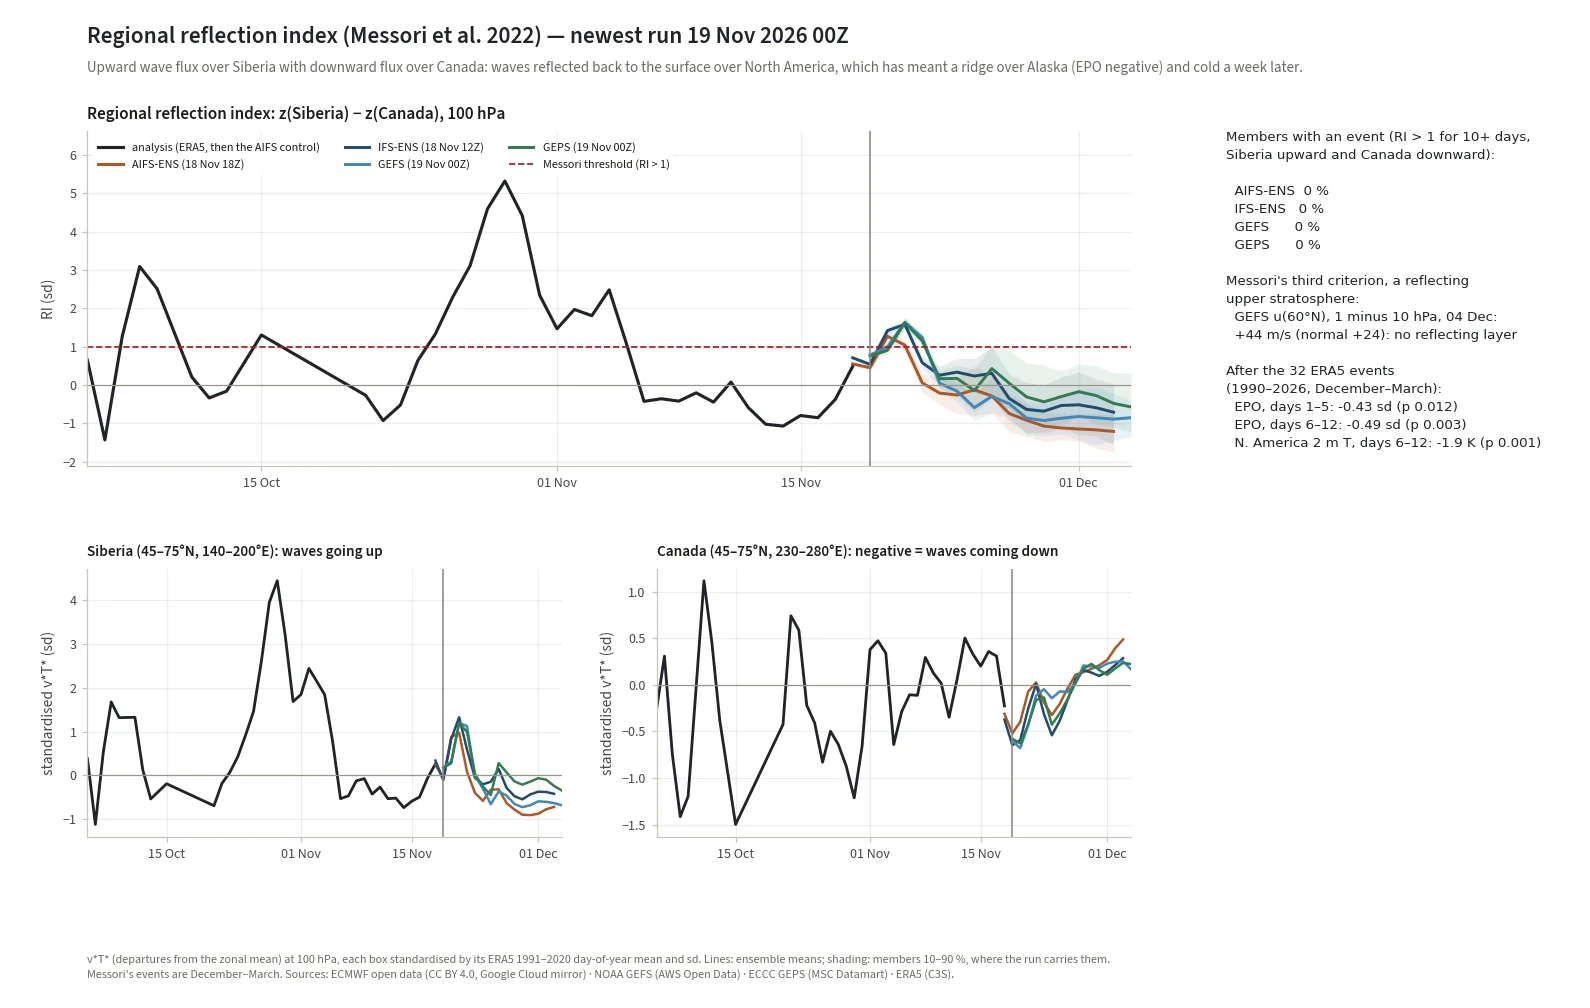 Regional reflection index (Messori et al. 2022) — newest run 19 Nov 2026 00Z
Upward wave flux over Siberia with downward flux over Canada: waves reflected back to the surface over North America, which has meant a ridge over Alaska (EPO negative) and cold a week later.
Regional reflection index: z(Siberia) − z(Canada), 100 hPa
analysis (ERA5, then the AIFS control)
AIFS-ENS (18 Nov 18Z)
IFS-ENS (18 Nov 12Z)
GEFS (19 Nov 00Z)
GEPS (19 Nov 00Z)
Messori threshold (RI > 1)
RI (sd)
6
5
4
3
2
1
0
−1
−2
15 Oct
01 Nov
15 Nov
01 Dec
Members with an event (RI > 1 for 10+ days,
Siberia upward and Canada downward):
AIFS-ENS 0 %
IFS-ENS 0 %
GEFS 0 %
GEPS 0 %
Messori's third criterion, a reflecting
upper stratosphere:
GEFS u(60°N), 1 minus 10 hPa, 04 Dec:
+44 m/s (normal +24): no reflecting layer
After the 32 ERA5 events
(1990–2026, December–March):
EPO, days 1–5: -0.43 sd (p 0.012)
EPO, days 6–12: -0.49 sd (p 0.003)
N. America 2 m T, days 6–12: -1.9 K (p 0.001)
Siberia (45–75°N, 140–200°E): waves going up
standardised v*T* (sd)
4
3
2
1
0
−1
15 Oct
01 Nov
15 Nov
01 Dec
Canada (45–75°N, 230–280°E): negative = waves coming down
standardised v*T* (sd)
1.0
0.5
0.0
−0.5
−1.0
−1.5
15 Oct
01 Nov
15 Nov
01 Dec
v*T* (departures from the zonal mean) at 100 hPa, each box standardised by its ERA5 1991–2020 day-of-year mean and sd. Lines: ensemble means; shading: members 10–90 %, where the run carries them.
Messori's events are December–March. Sources: ECMWF open data (CC BY 4.0, Google Cloud mirror) · NOAA GEFS (AWS Open Data) · ECCC GEPS (MSC Datamart) · ERA5 (C3S).